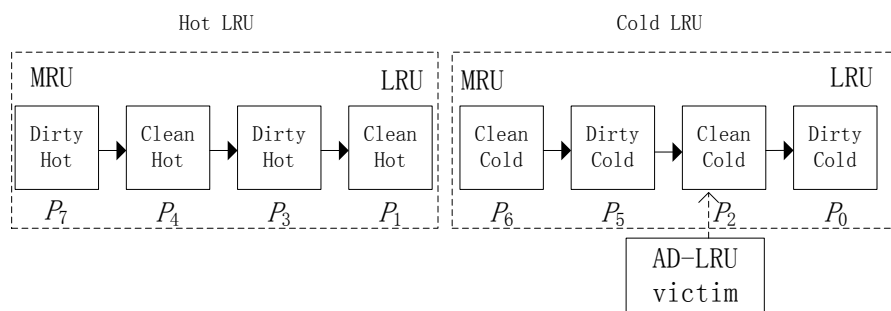 Hot LRU
Cold LRU
MRU
LRU
MRU
LRU
Dirty
Hot
Clean
Hot
Dirty
Hot
Clean
Hot
Clean
Cold
Dirty
Cold
Clean
Cold
Dirty
Cold
P7
P4
P3
P1
P6
P5
P2
P0
AD-LRU
victim